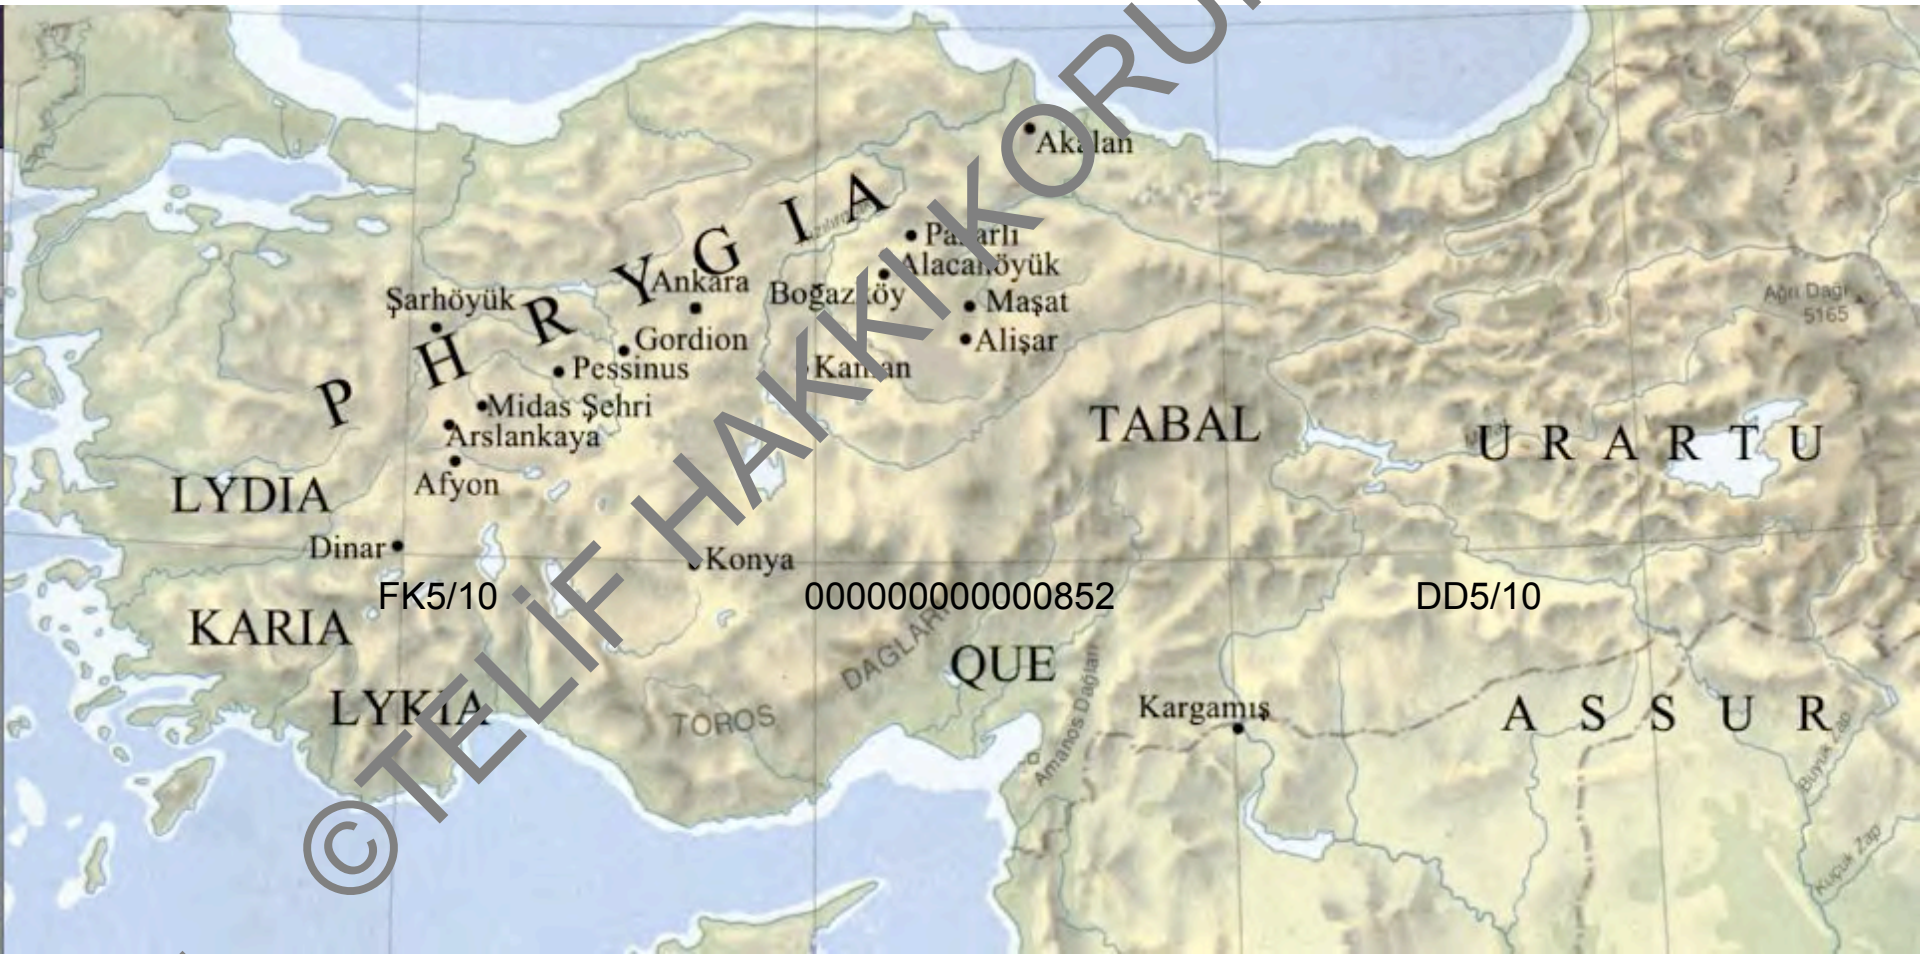 Akalan
PHRYGIA
Kızılırmak
Pazarlı
Alacahöyük
Ankara
Boğazköy
Şarhöyük
Maşat
Gordion
Alişar
Pessinus
Kaman
Ağrı Dağı
5165
Midas Şehri
Arslankaya
TABAL
URARTU
Afyon
LYDIA
Dinar
Konya
FK5/10
000000000000852
DD5/10
KARIA
DAGLARI
QUE
LYKIA
TOROS
Amanos Dağları
Kargamış
ASSUR
Büyük Zap
Küçük Zap
©TELİF HAKKI KORU